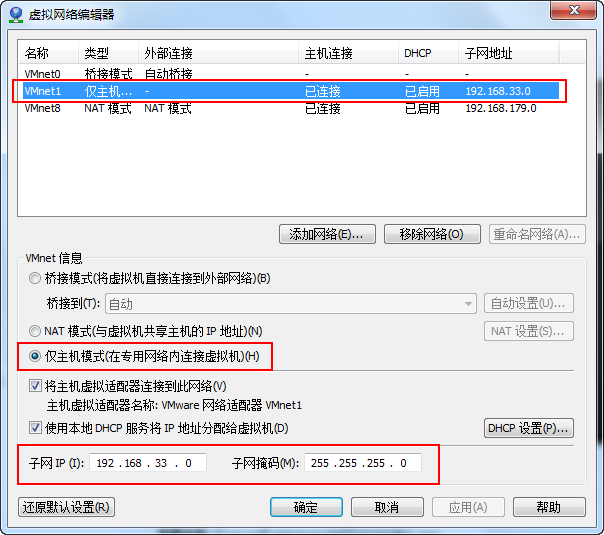 虚拟网络编辑器
名称 类型 外部连接 主机连接 DHCP 子网地址
VMnet0 桥接模式 自动桥接 - - -
VMnet1 仅主机... - 已连接 已启用 192.168.33.0
VMnet8 NAT 模式 NAT 模式 已连接 已启用 192.168.179.0
添加网络(E)... 移除网络(O) 重命名网络(A)...
VMnet 信息
桥接模式(将虚拟机直接连接到外部网络)(B)
桥接到(T): 自动 自动设置(U)...
NAT 模式(与虚拟机共享主机的 IP 地址)(N) NAT 设置(S)...
仅主机模式(在专用网络内连接虚拟机)(H)
将主机虚拟适配器连接到此网络(V)
主机虚拟适配器名称: VMware 网络适配器 VMnet1
使用本地 DHCP 服务将 IP 地址分配给虚拟机(D) DHCP 设置(P)...
子网 IP (I): 192 .168 . 33 . 0 子网掩码(M): 255 .255 .255 . 0
还原默认设置(R) 确定 取消 应用(A) 帮助